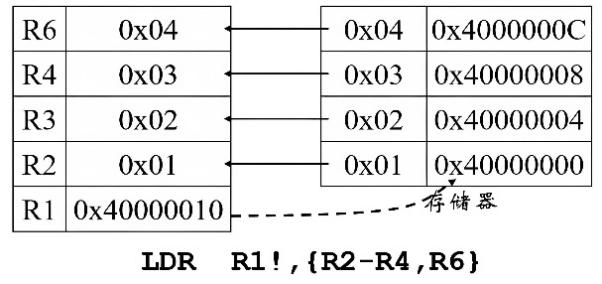 R6 0x04 0x04 0x4000000C
R4 0x03 0x03 0x40000008
R3 0x02 0x02 0x40000004
R2 0x01 0x01 0x40000000
R1 0x40000010 存储器
LDR R1!,{R2-R4,R6}